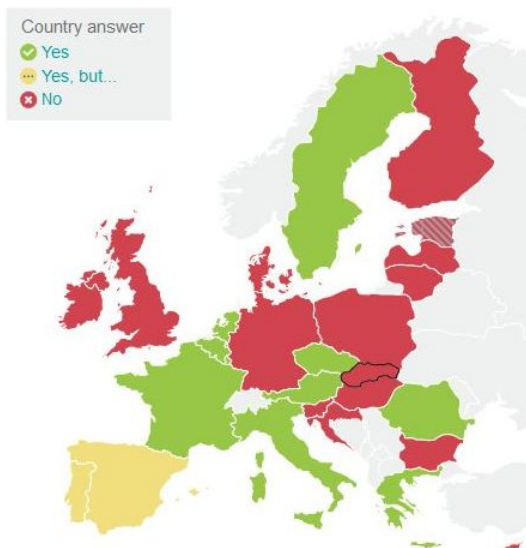 Country answer
Yes
Yes, but...
No